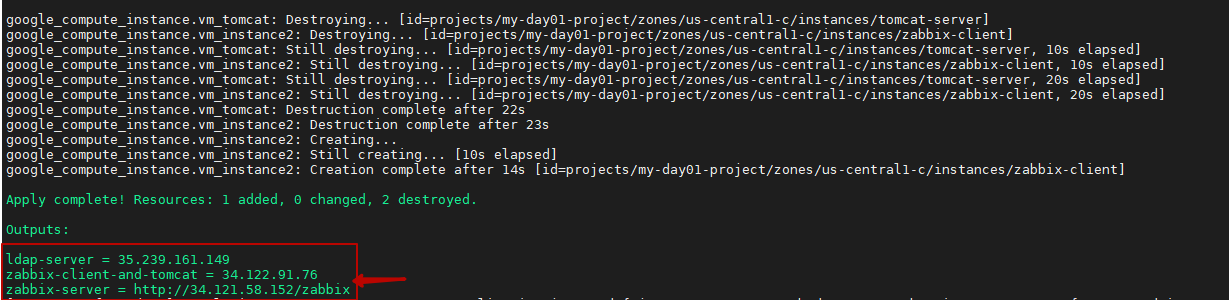 google_compute_instance.vm_tomcat: Destroying... [id=projects/my-day01-project/zones/us-central1-c/instances/tomcat-server]
google_compute_instance.vm_instance2: Destroying... [id=projects/my-day01-project/zones/us-central1-c/instances/zabbix-client]
google_compute_instance.vm_tomcat: Still destroying... [id=projects/my-day01-project/zones/us-central1-c/instances/tomcat-server, 10s elapsed]
google_compute_instance.vm_instance2: Still destroying... [id=projects/my-day01-project/zones/us-central1-c/instances/zabbix-client, 10s elapsed]
google_compute_instance.vm_tomcat: Still destroying... [id=projects/my-day01-project/zones/us-central1-c/instances/tomcat-server, 20s elapsed]
google_compute_instance.vm_instance2: Still destroying... [id=projects/my-day01-project/zones/us-central1-c/instances/zabbix-client, 20s elapsed]
google_compute_instance.vm_tomcat: Destruction complete after 22s
google_compute_instance.vm_instance2: Destruction complete after 23s
google_compute_instance.vm_instance2: Creating...
google_compute_instance.vm_instance2: Still creating... [10s elapsed]
google_compute_instance.vm_instance2: Creation complete after 14s [id=projects/my-day01-project/zones/us-central1-c/instances/zabbix-client]
Apply complete! Resources: 1 added, 0 changed, 2 destroyed.
Outputs:
ldap-server = 35.239.161.149
zabbix-client-and-tomcat = 34.122.91.76
zabbix-server = http://34.121.58.152/zabbix